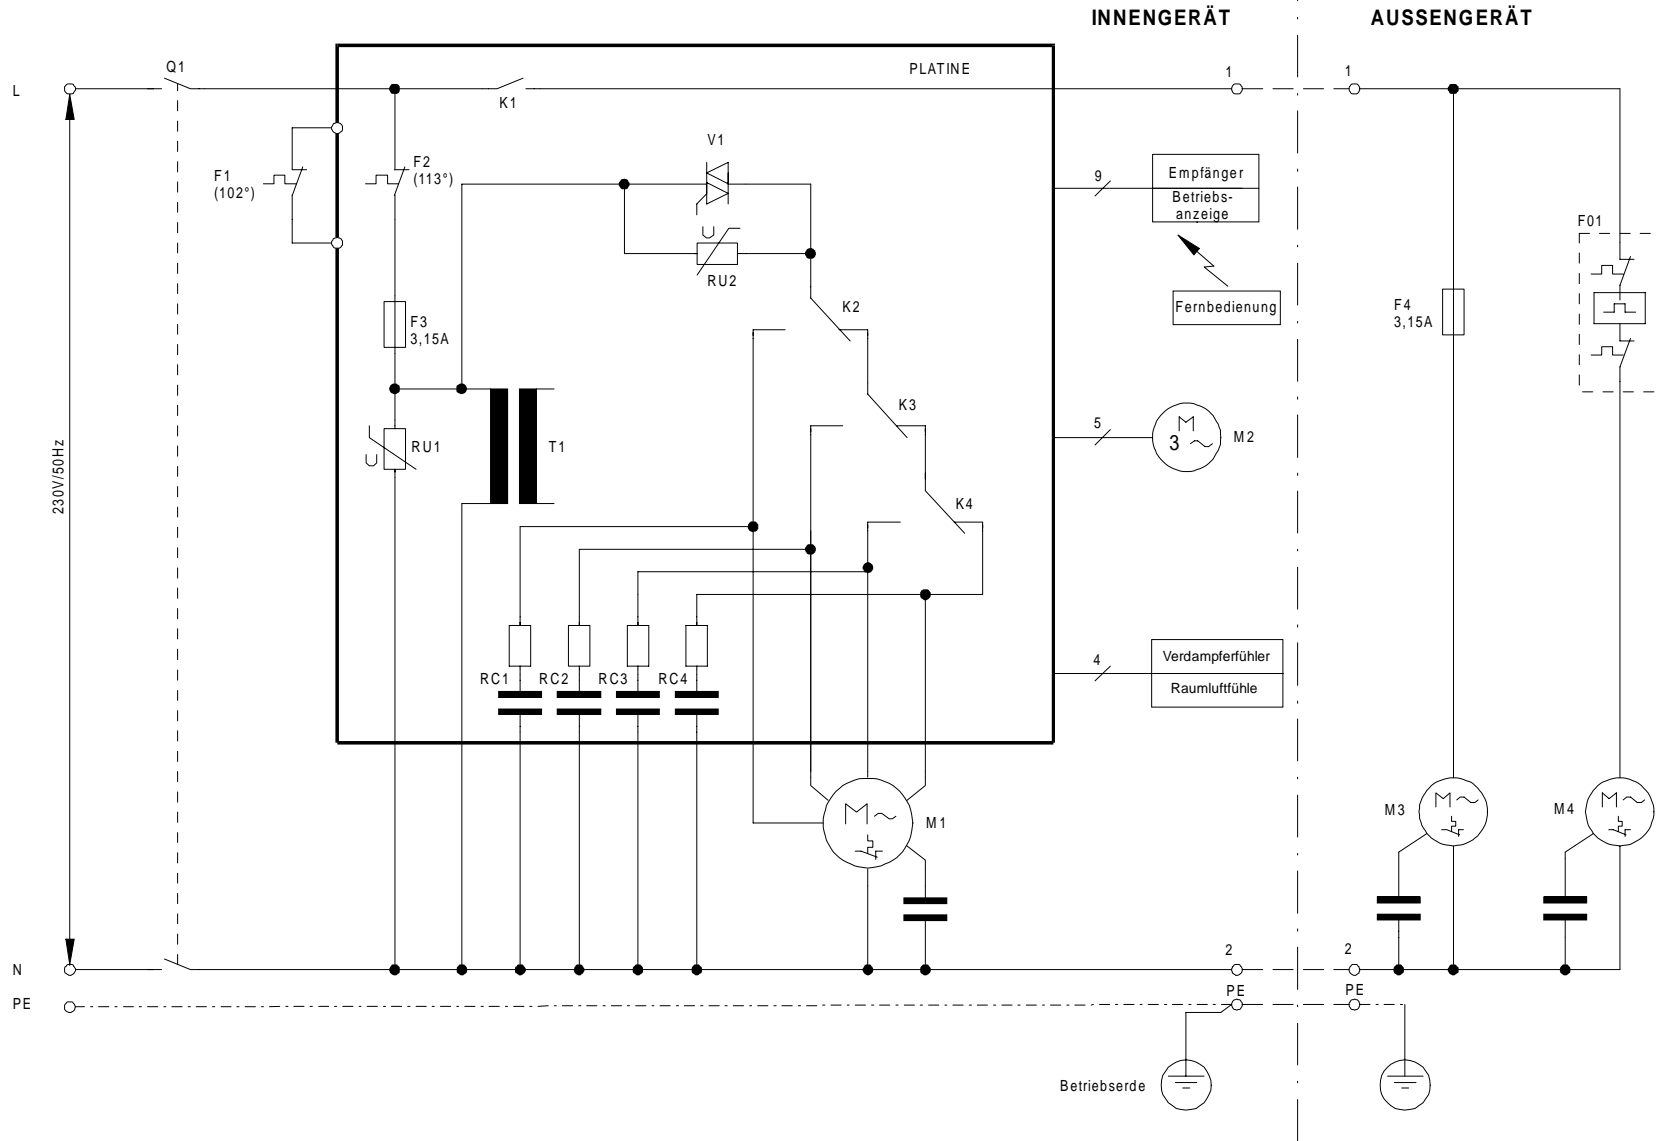 INNENGERÄT
AUSSENGERÄT
Q1
PLATINE
1
1
L
K1
V1
F1
(102°)
F2
(113°)
9
Empfänger
Betriebs-
anzeige
F01
U
RU2
Fernbedienung
K2
F3
3,15A
F4
3,15A
K3
5
M
3
M2
230V/50Hz
U
RU1
T1
K4
4
Verdampferfühler
Raumluftfühle
RC1
RC2
RC3
RC4
M
M1
M3
M
M4
M
N
2
2
PE
PE
PE
Betriebserde